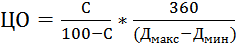 ЦО = С/(100−С) * 360/(Дмакс−Дмин)